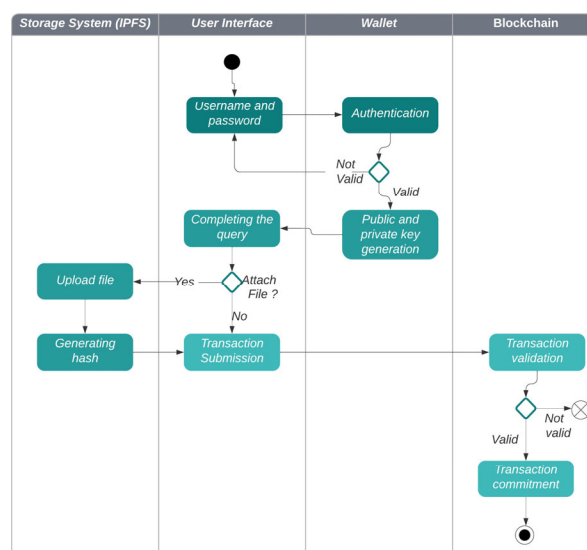 Storage System (IPFS)
User Interface
Wallet
Blockchain
Username and
password
Authentication
Not
Valid
Valid
Completing the
query
Public and
private key
generation
Upload file
Yes
Attach
File ?
No
Generating
hash
Transaction
Submission
Transaction
validation
Not
valid
Valid
Transaction
commitment